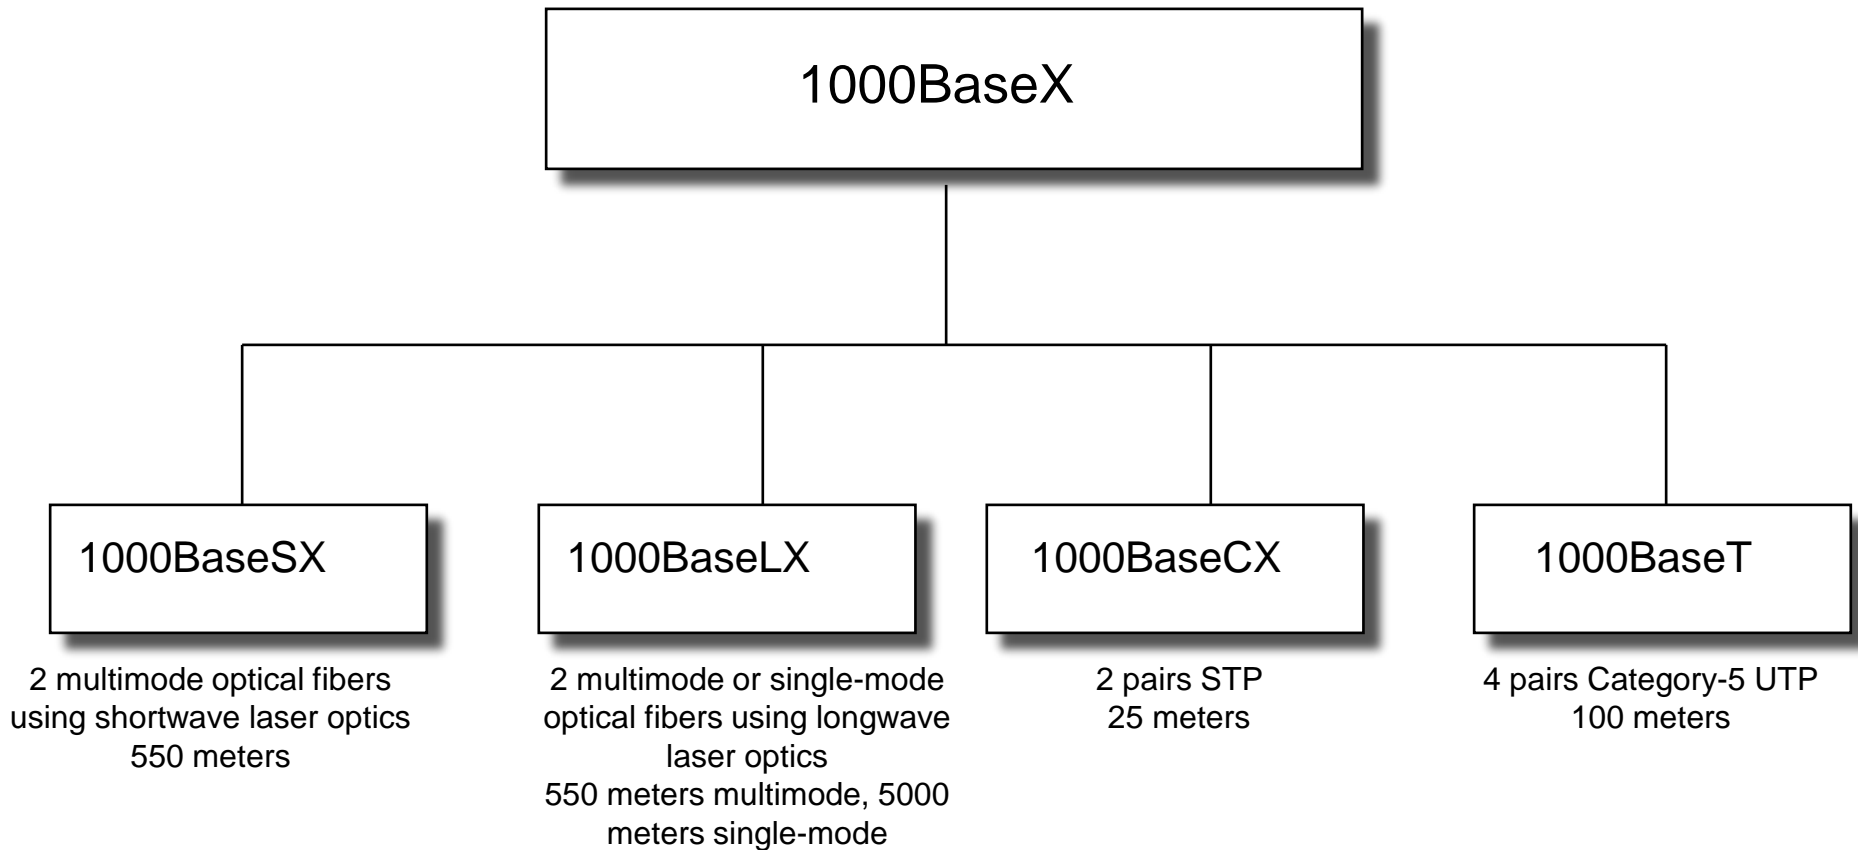 1000BaseX
1000BaseSX
1000BaseLX
1000BaseCX
1000BaseT
2 multimode optical fibers
using shortwave laser optics
550 meters
2 multimode or single-mode
optical fibers using longwave
laser optics
550 meters multimode, 5000
meters single-mode
2 pairs STP
25 meters
4 pairs Category-5 UTP
100 meters